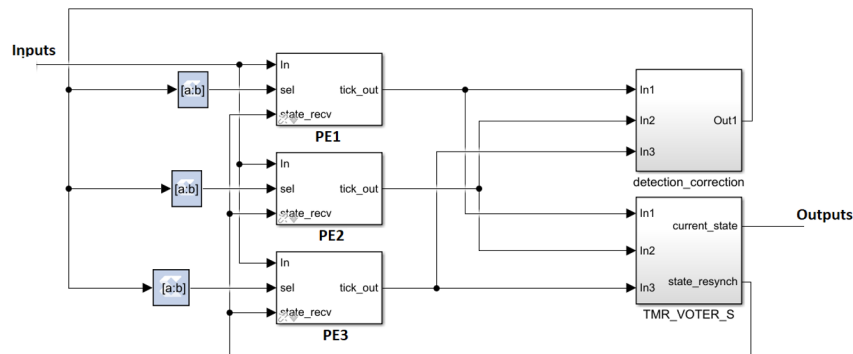 Inputs
[a:b]
In
sel
state_recv
tick_out
PE1
[a:b]
In
sel
state_recv
tick_out
PE2
[a:b]
In
sel
state_recv
tick_out
PE3
In1
In2
In3
Out1
detection_correction
In1
In2
In3
current_state
state_resynch
TMR_VOTER_S
Outputs